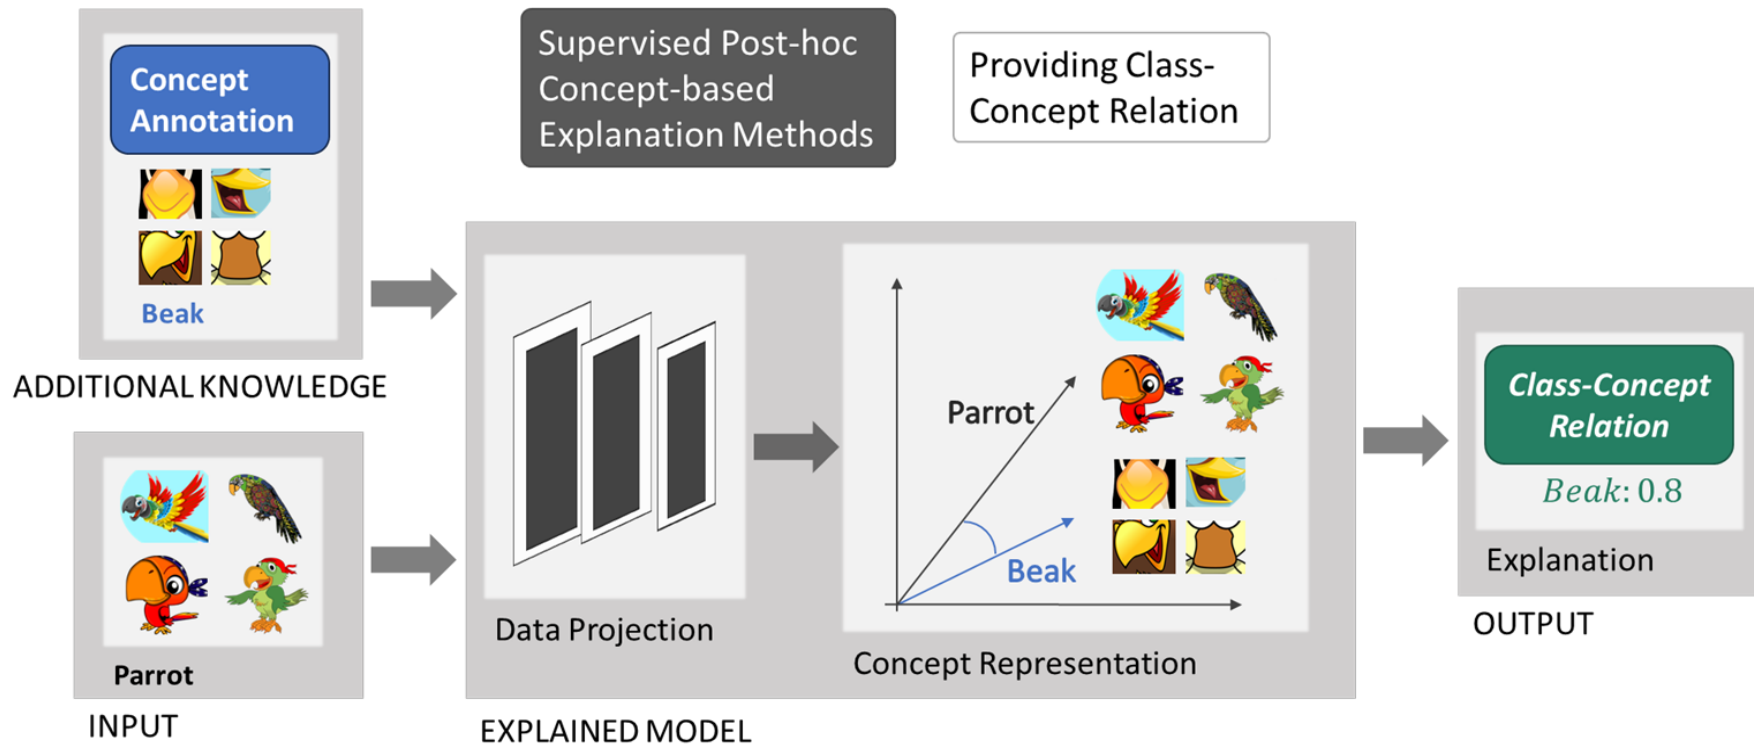 Concept
Annotation
Beak
ADDITIONAL KNOWLEDGE
Supervised Post-hoc
Concept-based
Explanation Methods
Providing Class-
Concept Relation
Parrot
INPUT
Data Projection
Parrot
Beak
Concept Representation
EXPLAINED MODEL
Class-Concept
Relation
Beak: 0.8
Explanation
OUTPUT